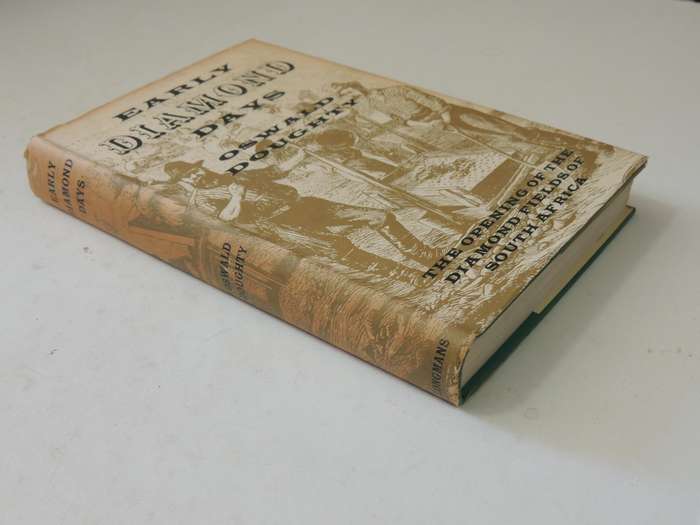 EARLY
DIAMOND
DAYS
OSWALD
DOUGHTY
THE OPENING OF THE
DIAMOND FIELDS OF
SOUTH AFRICA
EARLY
DIAMOND
DAYS
OSWALD
DOUGHTY
LONGMANS